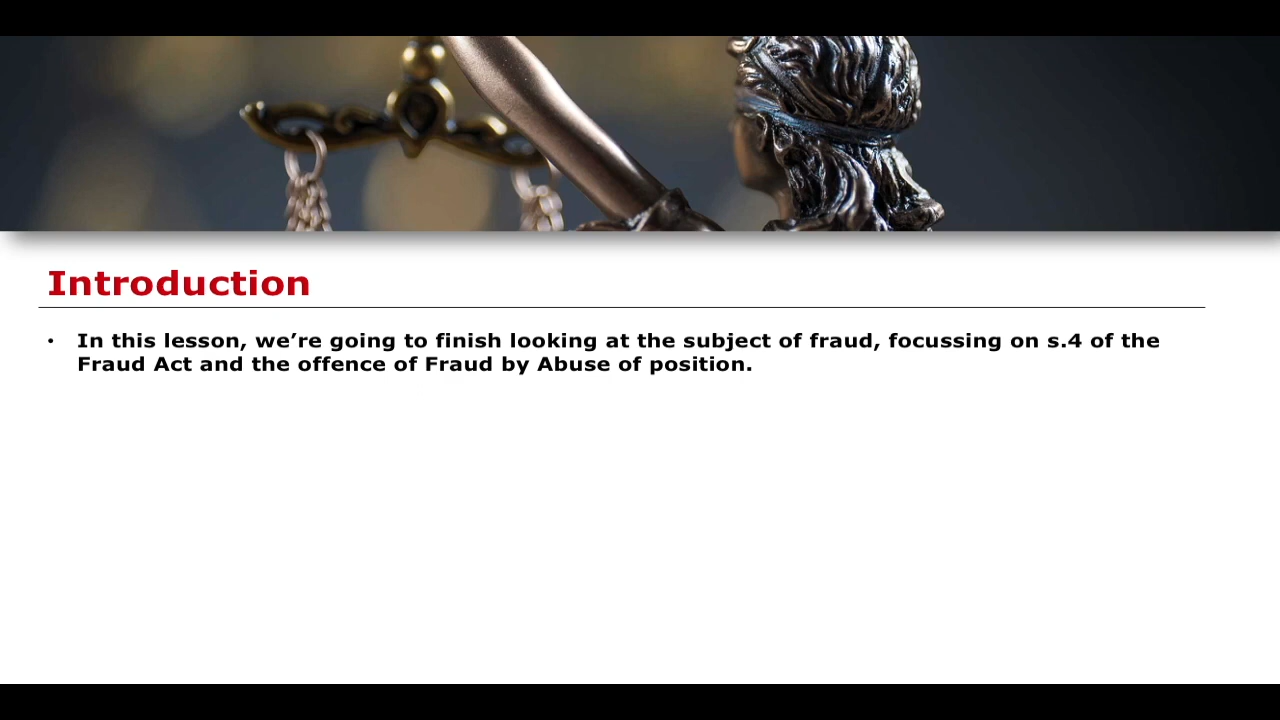 Introduction
• In this lesson, we’re going to finish looking at the subject of fraud, focussing on s.4 of the
Fraud Act and the offence of Fraud by Abuse of position.